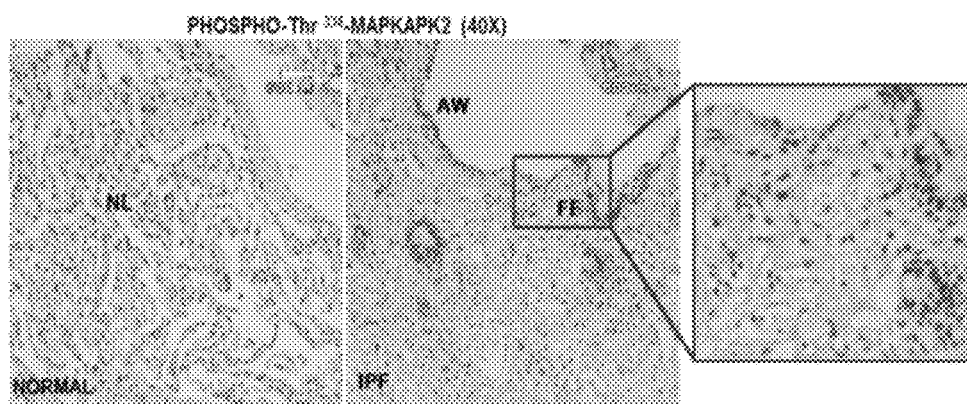 PHOSPHO-Thr -MAPKAPK2 (40X)
NL
AW
FF
NORMAL
IPF